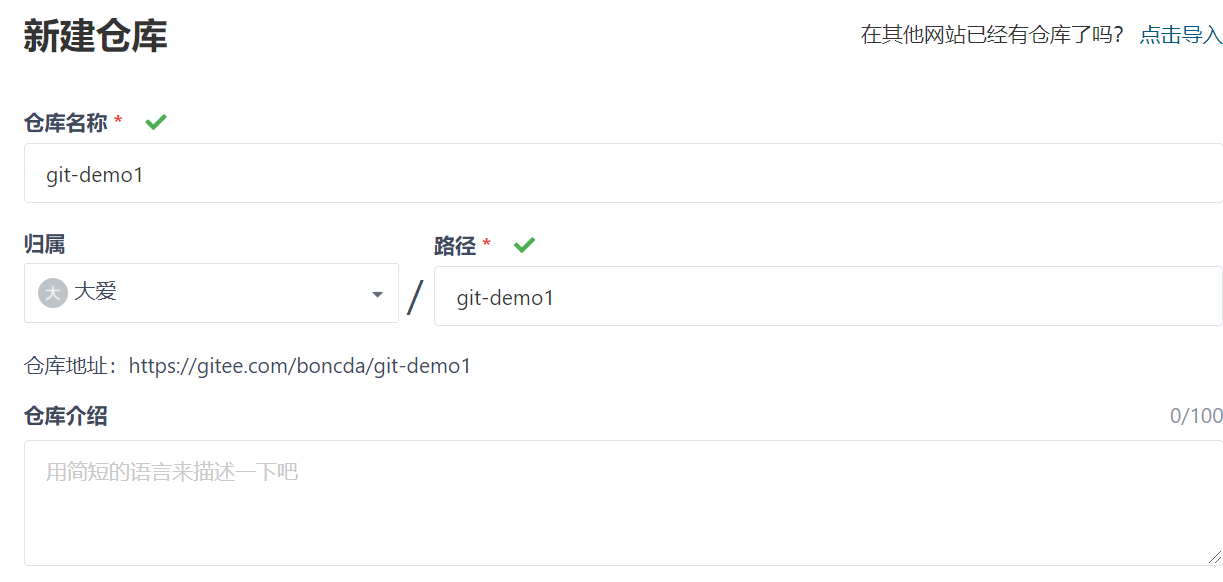 新建仓库
在其他网站已经有仓库了吗? 点击导入
仓库名称 *
git-demo1
归属
路径 *
大 大爱
/
git-demo1
仓库地址：https://gitee.com/boncda/git-demo1
仓库介绍
0/100
用简短的语言来描述一下吧